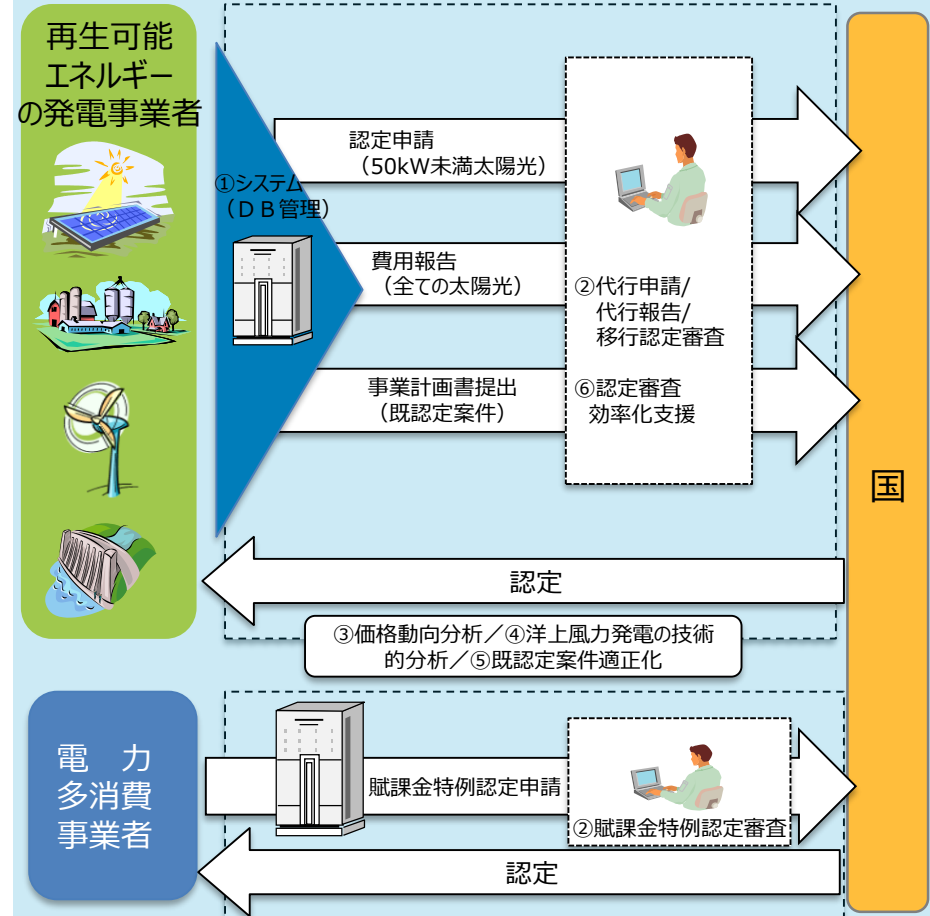 再生可能
エネルギー
の発電事業者
①システム
（ＤＢ管理）
認定申請
（50kW未満太陽光）
費用報告
（全ての太陽光）
事業計画書提出
（既認定案件）
②代行申請/
代行報告/
移行認定審査
⑥認定審査
効率化支援
国
認定
③価格動向分析／④洋上風力発電の技術
的分析／⑤既認定案件適正化
電　力
多消費
事業者
賦課金特例認定申請
②賦課金特例認定審査
認定